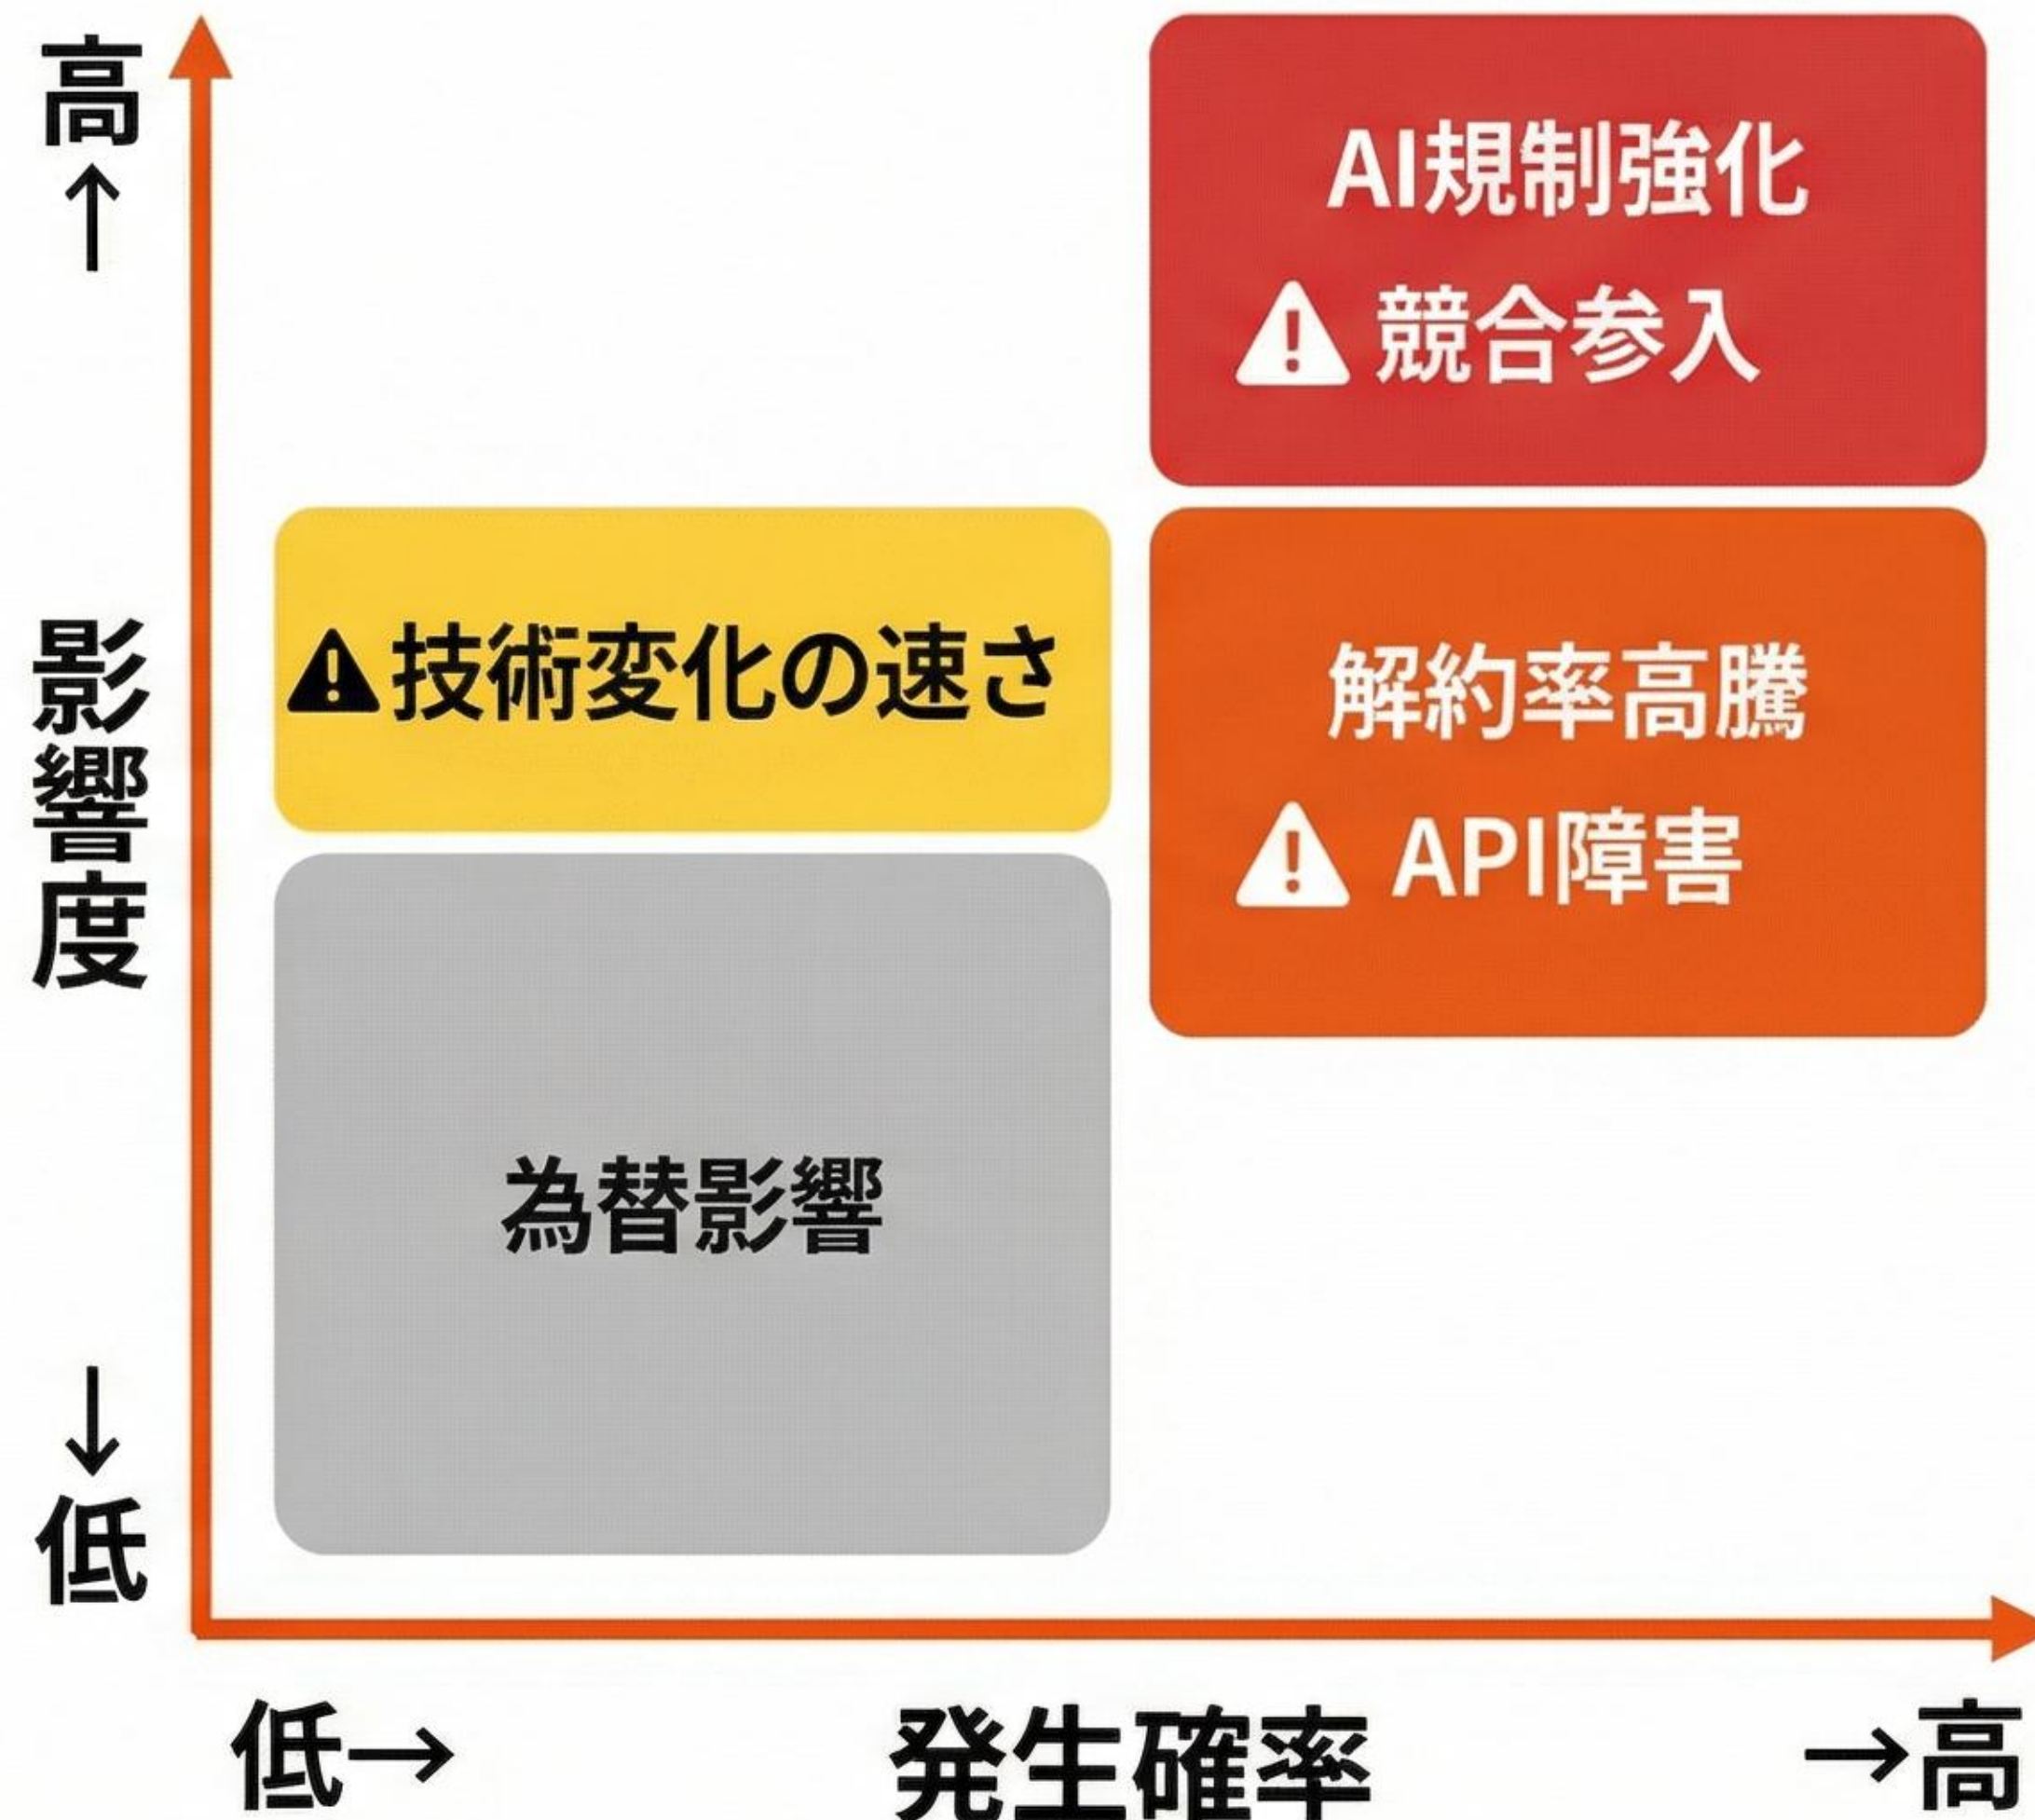 高
↑
影響度
↓
低
AI規制強化
⚠ 競合参入
⚠技術変化の速さ
解約率高騰
⚠ API障害
為替影響
低→
発生確率
→高